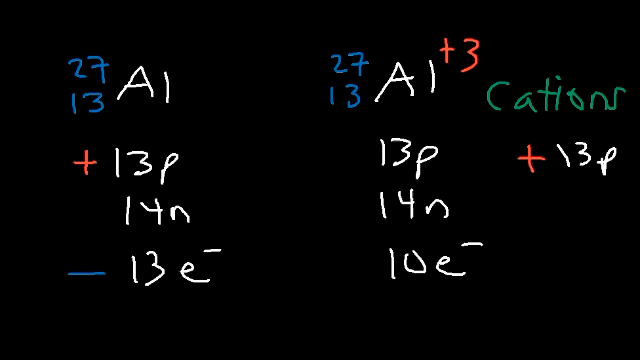 27 Al 27 Al +3 Cations
13 13
+ 13p 13p + 13p
14n 14n
— 13e⁻ 10e⁻